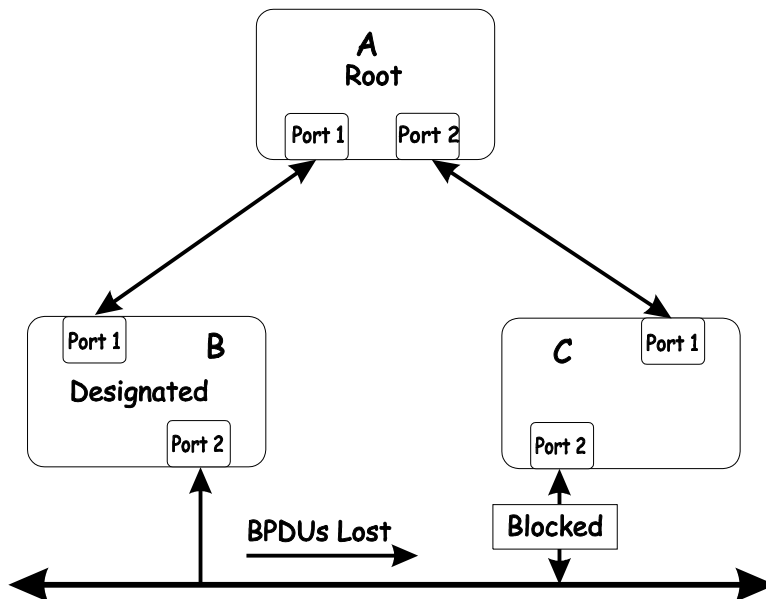 A
Root
Port 1
Port 2
Port 1
B
Designated
Port 2
C
Port 1
Port 2
BPDUs Lost
Blocked